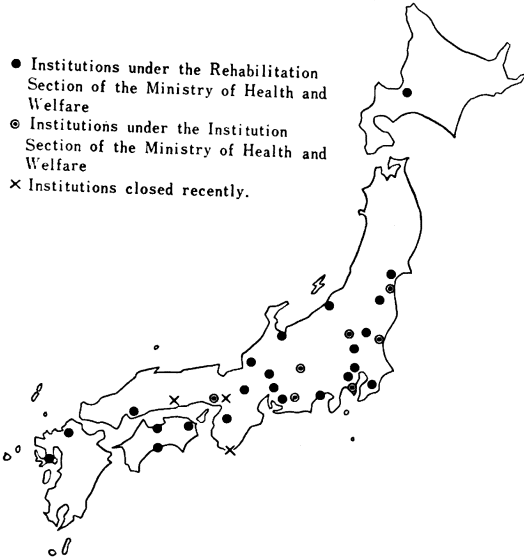 ● Institutions under the Rehabilitation
Section of the Ministry of Health and
Welfare
◉ Institutions under the Institution
Section of the Ministry of Health and
Welfare
× Institutions closed recently.